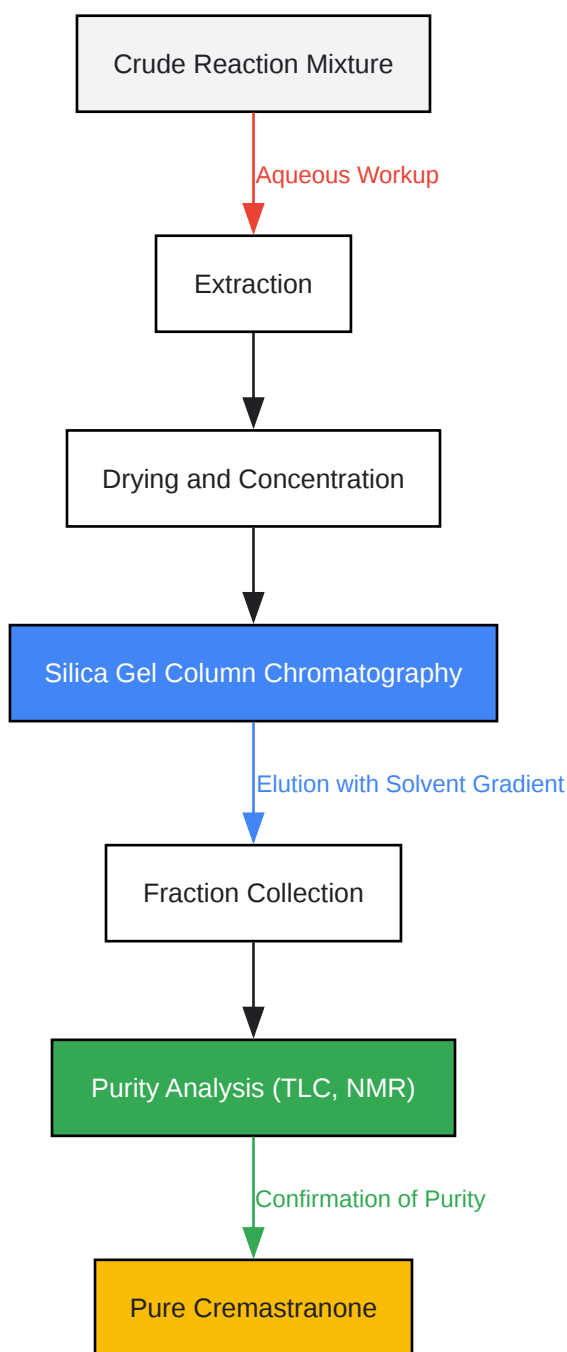 Crude Reaction Mixture
Aqueous Workup
Extraction
Drying and Concentration
Silica Gel Column Chromatography
Elution with Solvent Gradient
Fraction Collection
Purity Analysis (TLC, NMR)
Confirmation of Purity
Pure Cremastranone